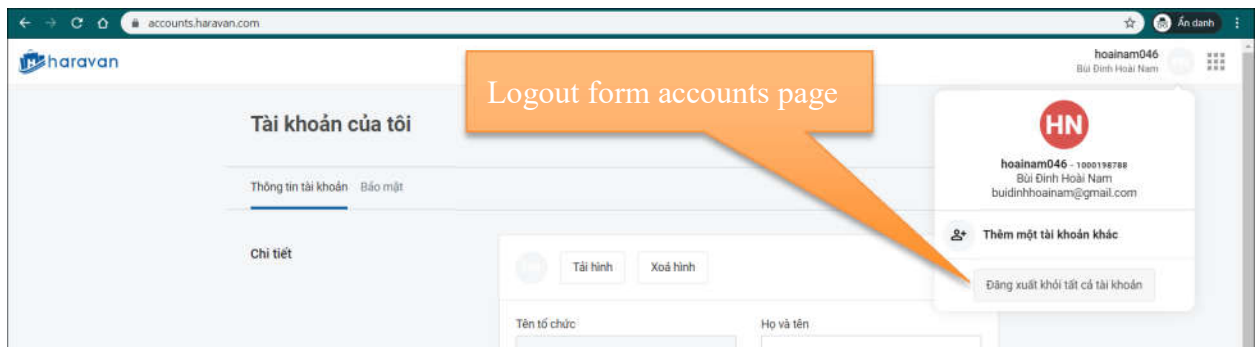 accounts.haravan.com
Ẩn danh
haravan
hoainam046
Bùi Đình Hoài Nam
Logout form accounts page
Tài khoản của tôi
HN
hoainam046 - 1000198788
Bùi Đình Hoài Nam
buidinhhoainam@gmail.com
Thông tin tài khoản Bảo mật
Thêm một tài khoản khác
Chi tiết
Tải hình Xoá hình
Đăng xuất khỏi tất cả tài khoản
Tên tổ chức Họ và tên